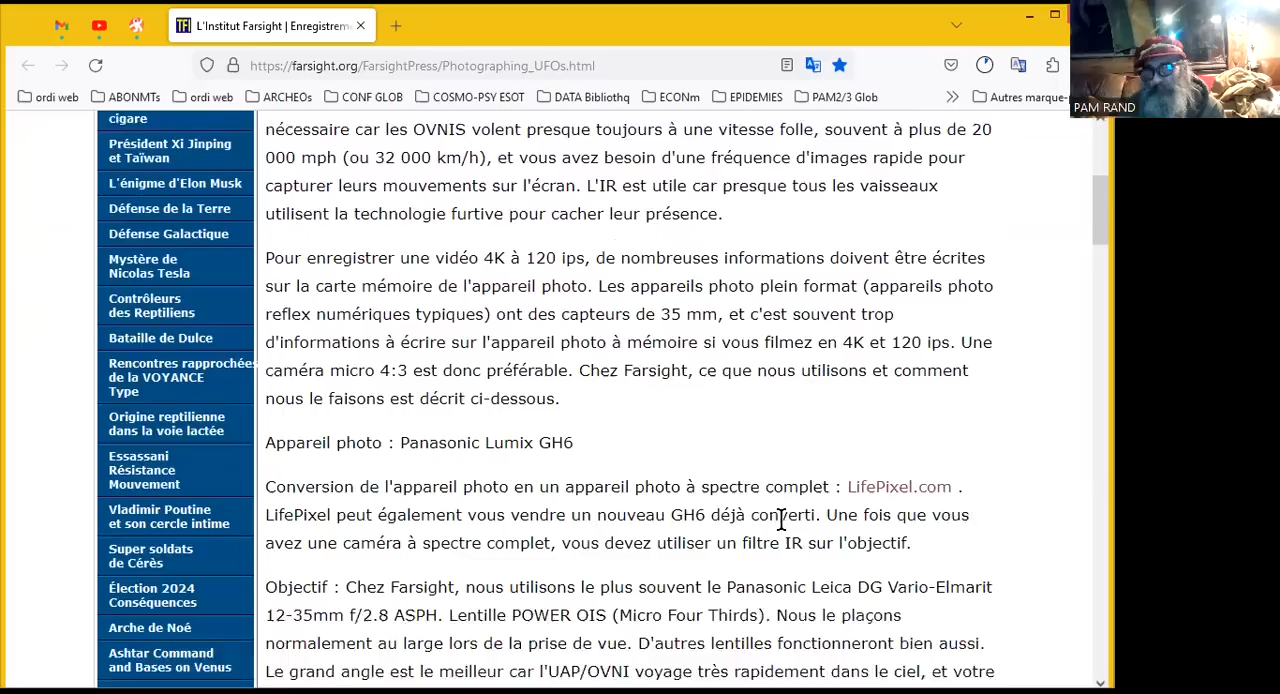 L'Institut Farsight | Enregistrem
https://farsight.org/FarsightPress/Photographing_UFOs.html
ordi web
ABONMTs
ordi web
ARCHEOs
CONF GLOB
COSMO-PSY ESOT
DATA Bibliothq
ECONm
EPIDEMIES
PAM2/3 Glob
Autres marque-
PAM RAND
cigare
Président Xi Jinping
et Taïwan
L'énigme d'Elon Musk
Défense de la Terre
Défense Galactique
Mystère de
Nicolas Tesla
Contrôleurs
des Reptiliens
Bataille de Dulce
Rencontres rapprochées
de la VOYANCE
Type
Origine reptilienne
dans la voie lactée
Essassani
Résistance
Mouvement
Vladimir Poutine
et son cercle intime
Super soldats
de Cérès
Élection 2024
Conséquences
Arche de Noé
Ashtar Command
and Bases on Venus
nécessaire car les OVNIS volent presque toujours à une vitesse folle, souvent à plus de 20
000 mph (ou 32 000 km/h), et vous avez besoin d'une fréquence d'images rapide pour
capturer leurs mouvements sur l'écran. L'IR est utile car presque tous les vaisseaux
utilisent la technologie furtive pour cacher leur présence.
Pour enregistrer une vidéo 4K à 120 ips, de nombreuses informations doivent être écrites
sur la carte mémoire de l'appareil photo. Les appareils photo plein format (appareils photo
reflex numériques typiques) ont des capteurs de 35 mm, et c'est souvent trop
d'informations à écrire sur l'appareil photo à mémoire si vous filmez en 4K et 120 ips. Une
caméra micro 4:3 est donc préférable. Chez Farsight, ce que nous utilisons et comment
nous le faisons est décrit ci-dessous.
Appareil photo : Panasonic Lumix GH6
Conversion de l'appareil photo en un appareil photo à spectre complet : LifePixel.com .
LifePixel peut également vous vendre un nouveau GH6 déjà converti. Une fois que vous
avez une caméra à spectre complet, vous devez utiliser un filtre IR sur l'objectif.
Objectif : Chez Farsight, nous utilisons le plus souvent le Panasonic Leica DG Vario-Elmarit
12-35mm f/2.8 ASPH. Lentille POWER OIS (Micro Four Thirds). Nous le plaçons
normalement au large lors de la prise de vue. D'autres lentilles fonctionneront bien aussi.
Le grand angle est le meilleur car l'UAP/OVNI voyage très rapidement dans le ciel, et votre